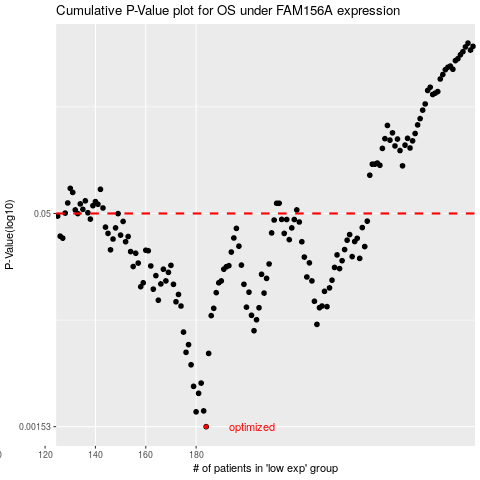 Cumulative P-Value plot for OS under FAM156A expression
P-Value(log10)
0.05
0.00153
optimized
0 120 140 160 180
# of patients in 'low exp' group